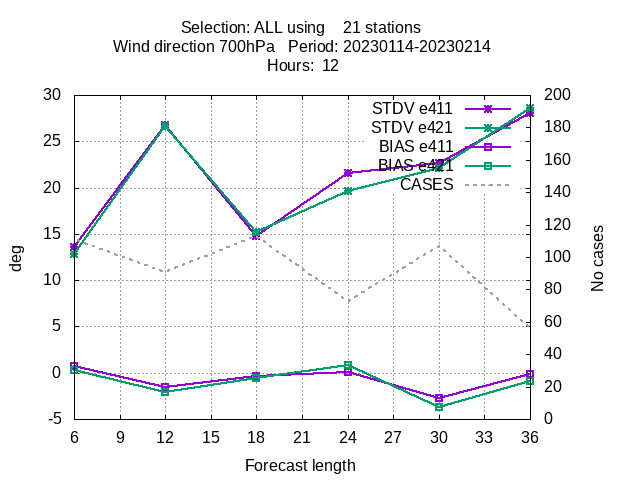 Selection: ALL using    21 stations
Wind direction 700hPa   Period: 20230114-20230214
Hours:  12
STDV e411
STDV e421
BIAS e411
BIAS e421
CASES
30
25
20
15
10
5
0
-5
deg
200
180
160
140
120
100
80
60
40
20
0
No cases
6 9 12 15 18 21 24 27 30 33 36
Forecast length